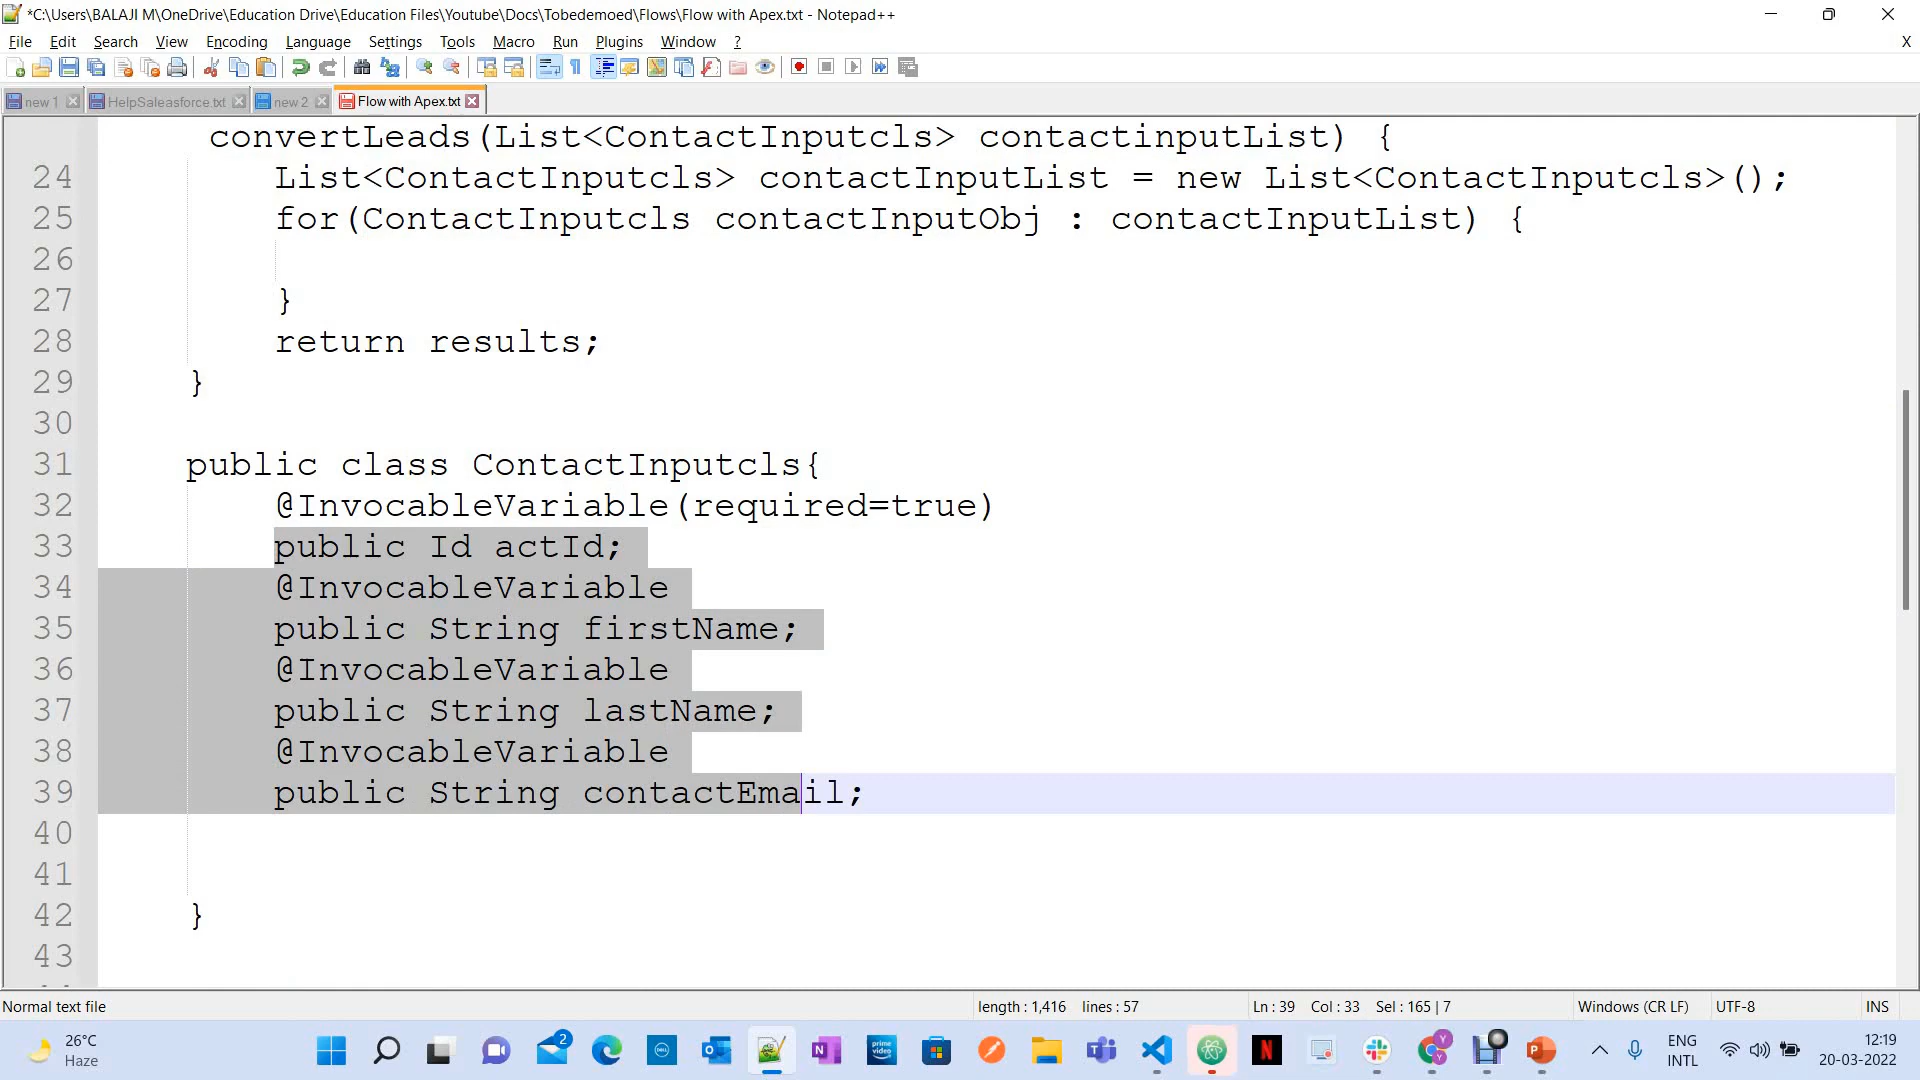 *C:\Users\BALAJI M\OneDrive\Education Drive\Education Files\Youtube\Docs\Tobedemoed\Flows\Flow with Apex.txt - Notepad++
File Edit Search View Encoding Language Settings Tools Macro Run Plugins Window ? X
new 1 HelpSaleasforce.txt new 2 Flow with Apex.txt
convertLeads(List<ContactInputcls> contactinputList) {
24 List<ContactInputcls> contactInputList = new List<ContactInputcls>();
25 for(ContactInputcls contactInputObj : contactInputList) {
26
27 }
28 return results;
29 }
30
31 public class ContactInputcls{
32 @InvocableVariable(required=true)
33 public Id actId;
34 @InvocableVariable
35 public String firstName;
36 @InvocableVariable
37 public String lastName;
38 @InvocableVariable
39 public String contactEmail;
40
41
42 }
43
Normal text file length : 1,416 lines : 57 Ln : 39 Col : 33 Sel : 165 | 7 Windows (CR LF) UTF-8 INS
26°C
Haze
2
prime video
ENG
INTL
12:19
20-03-2022